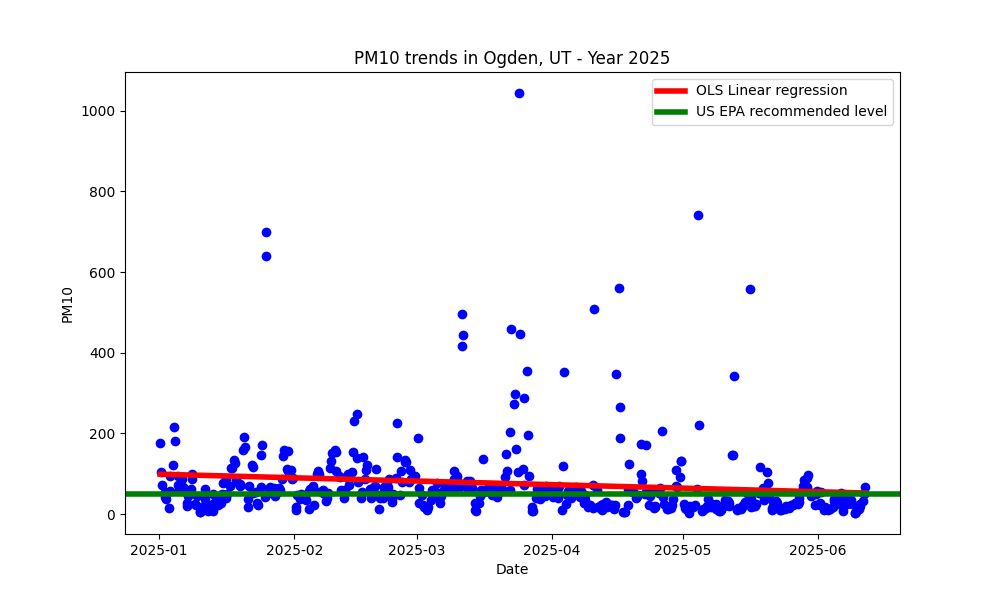 PM10 trends in Ogden, UT - Year 2025
OLS Linear regression
US EPA recommended level
1000
800
600
400
200
0
PM10
2025-01
2025-02
2025-03
2025-04
2025-05
2025-06
Date